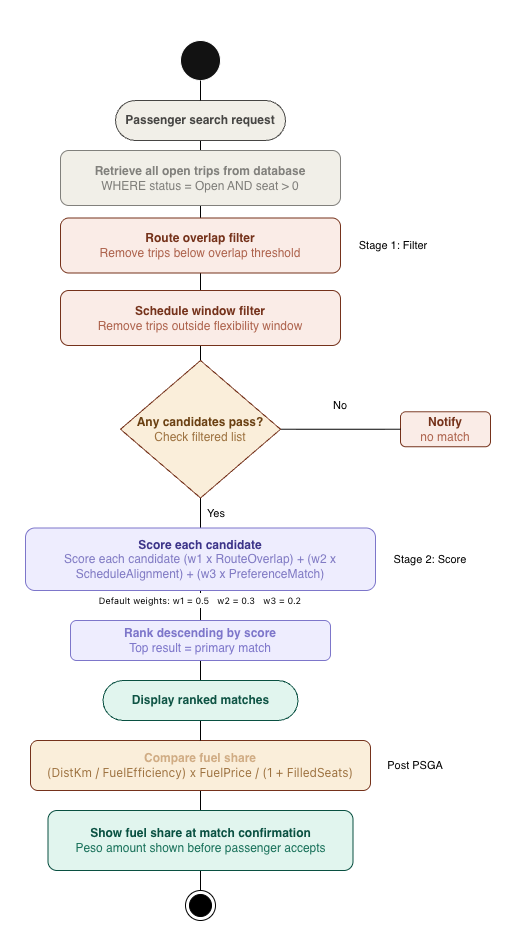 Passenger search request
Retrieve all open trips from database
WHERE status = Open AND seat > 0
Route overlap filter
Remove trips below overlap threshold
Stage 1: Filter
Schedule window filter
Remove trips outside flexibility window
Any candidates pass?
Check filtered list
No
Notify
no match
Yes
Score each candidate
Score each candidate (w1 x RouteOverlap) + (w2 x
ScheduleAlignment) + (w3 x PreferenceMatch)
Stage 2: Score
Default weights: w1 = 0.5 w2 = 0.3 w3 = 0.2
Rank descending by score
Top result = primary match
Display ranked matches
Compare fuel share
(DistKm / FuelEfficiency) x FuelPrice / (1 + FilledSeats)
Post PSGA
Show fuel share at match confirmation
Peso amount shown before passenger accepts